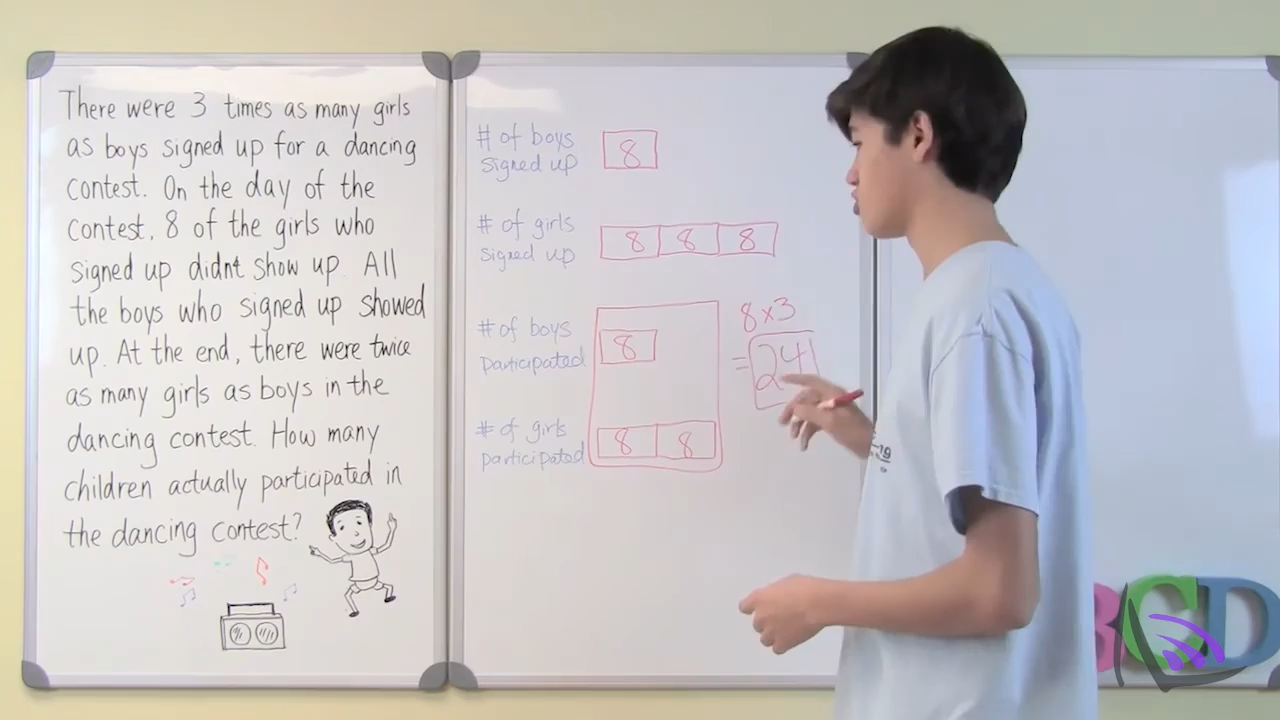 There were 3 times as many girls
as boys signed up for a dancing
contest. On the day of the
contest, 8 of the girls who
signed up didnt show up. All
the boys who signed up showed
up. At the end, there were twice
as many girls as boys in the
dancing contest. How many
children actually participated in
the dancing contest?
# of boys
signed up
8
# of girls
signed up
8 8 8
# of boys
participated
8
# of girls
participated
8 8
8x3
=24
CD